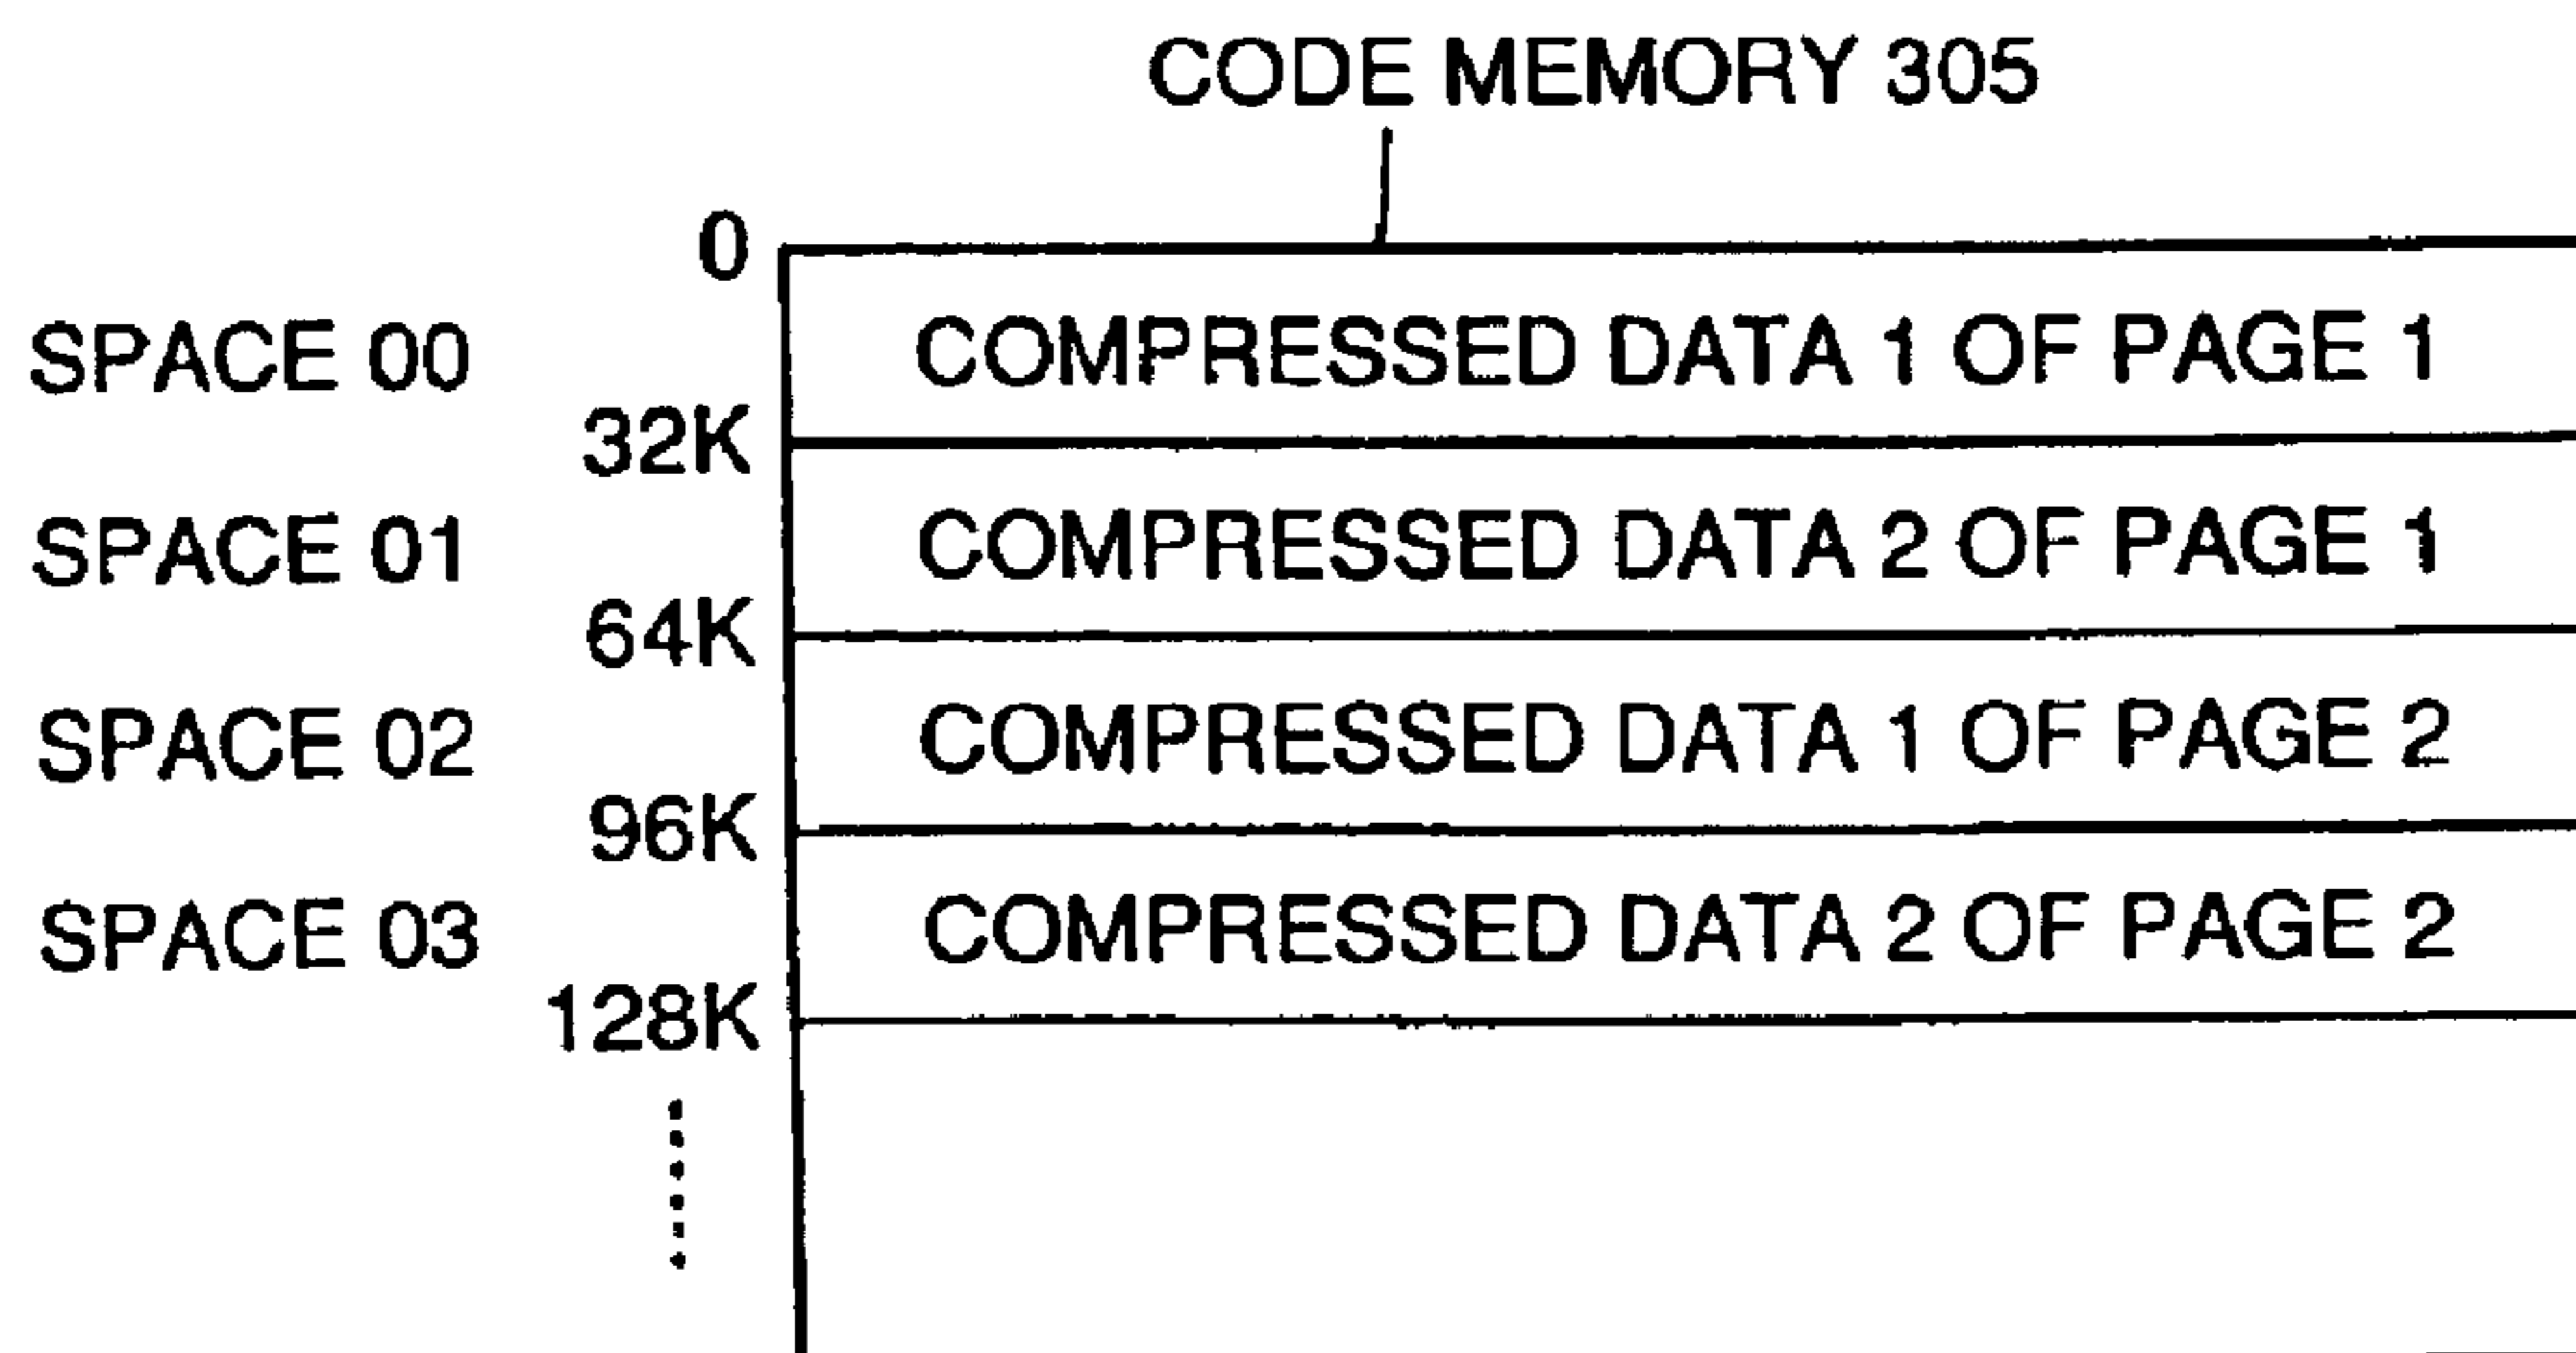 CODE MEMORY 305
0
SPACE 00
COMPRESSED DATA 1 OF PAGE 1
32K
SPACE 01
COMPRESSED DATA 2 OF PAGE 1
64K
SPACE 02
COMPRESSED DATA 1 OF PAGE 2
96K
SPACE 03
COMPRESSED DATA 2 OF PAGE 2
128K